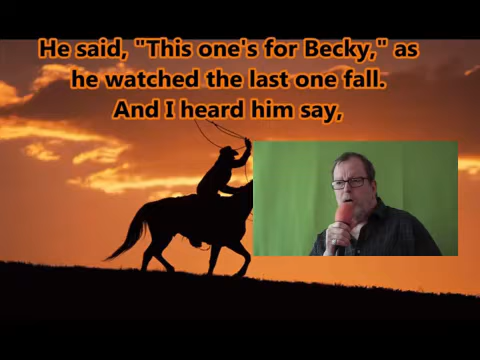 He said, "This one's for Becky," as
he watched the last one fall.
And I heard him say,